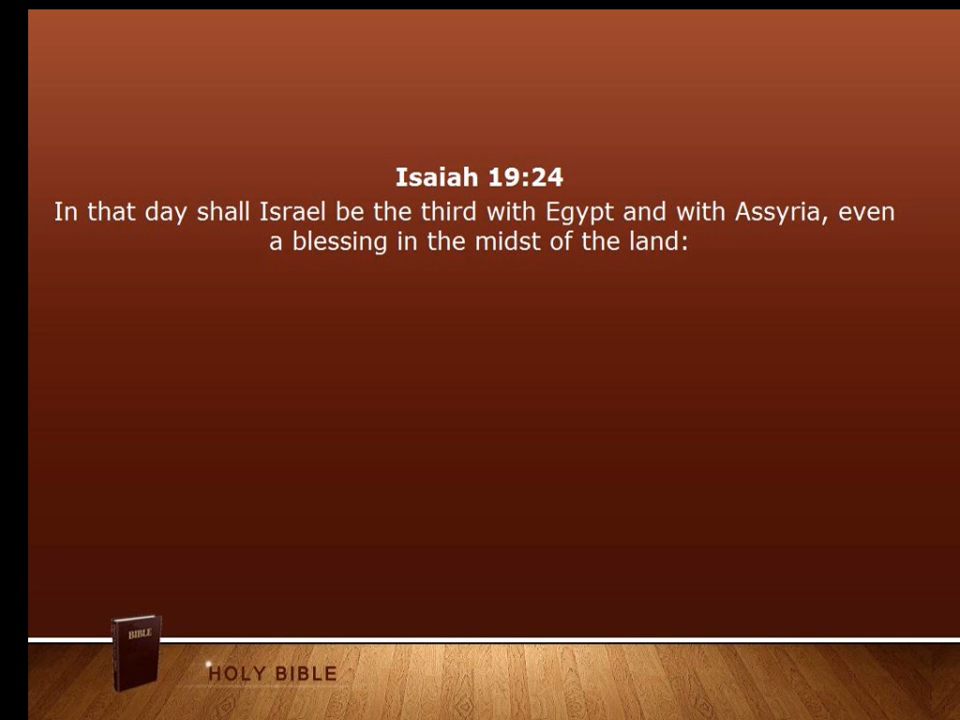 Isaiah 19:24
In that day shall Israel be the third with Egypt and with Assyria, even
a blessing in the midst of the land:
BIBLE
HOLY BIBLE